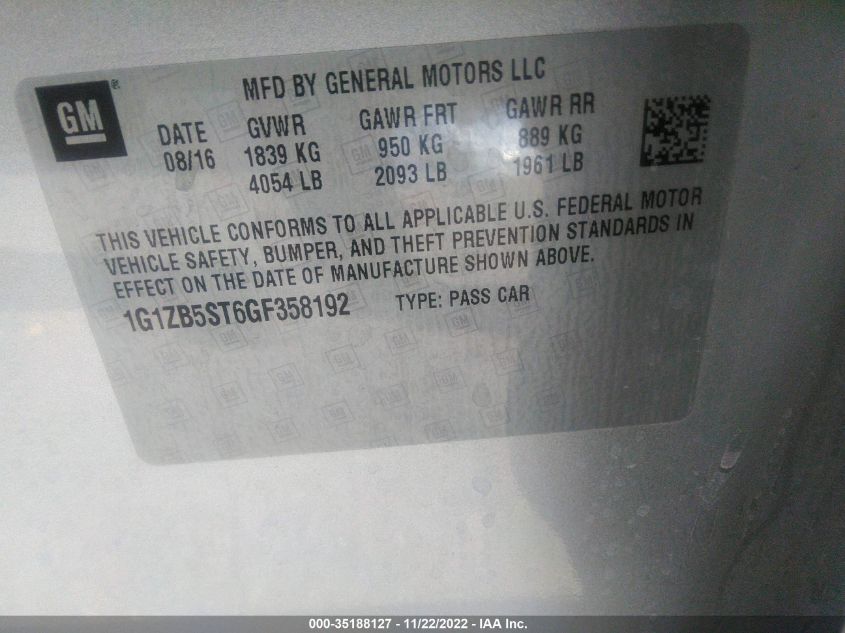 MFD BY GENERAL MOTORS LLC
GM
DATE GVWR GAWR FRT GAWR RR
08/16 1839 KG 950 KG 889 KG
4054 LB 2093 LB 1961 LB
THIS VEHICLE CONFORMS TO ALL APPLICABLE U.S. FEDERAL MOTOR
VEHICLE SAFETY, BUMPER, AND THEFT PREVENTION STANDARDS IN
EFFECT ON THE DATE OF MANUFACTURE SHOWN ABOVE.
1G1ZB5ST6GF358192 TYPE: PASS CAR
000-35188127 - 11/22/2022 - IAA Inc.